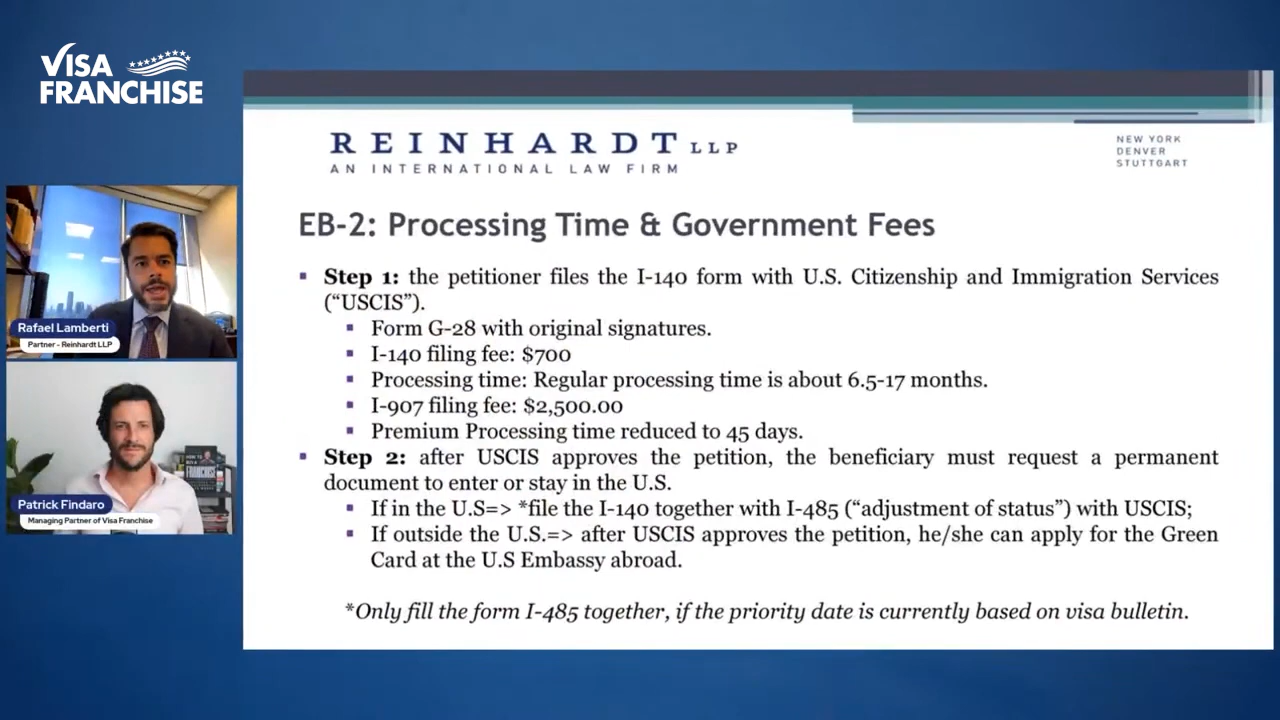 VISA
FRANCHISE
REINHARDT LLP
AN INTERNATIONAL LAW FIRM
NEW YORK
DENVER
STUTTGART
EB-2: Processing Time & Government Fees
▪ Step 1: the petitioner files the I-140 form with U.S. Citizenship and Immigration Services
(“USCIS”).
▪ Form G-28 with original signatures.
▪ I-140 filing fee: $700
▪ Processing time: Regular processing time is about 6.5-17 months.
▪ I-907 filing fee: $2,500.00
▪ Premium Processing time reduced to 45 days.
▪ Step 2: after USCIS approves the petition, the beneficiary must request a permanent
document to enter or stay in the U.S.
▪ If in the U.S=> *file the I-140 together with I-485 (“adjustment of status”) with USCIS;
▪ If outside the U.S.=> after USCIS approves the petition, he/she can apply for the Green
Card at the U.S Embassy abroad.
*Only fill the form I-485 together, if the priority date is currently based on visa bulletin.
Rafael Lamberti
Partner - Reinhardt LLP
FRANCHISE
Patrick Findaro
Managing Partner of Visa Franchise